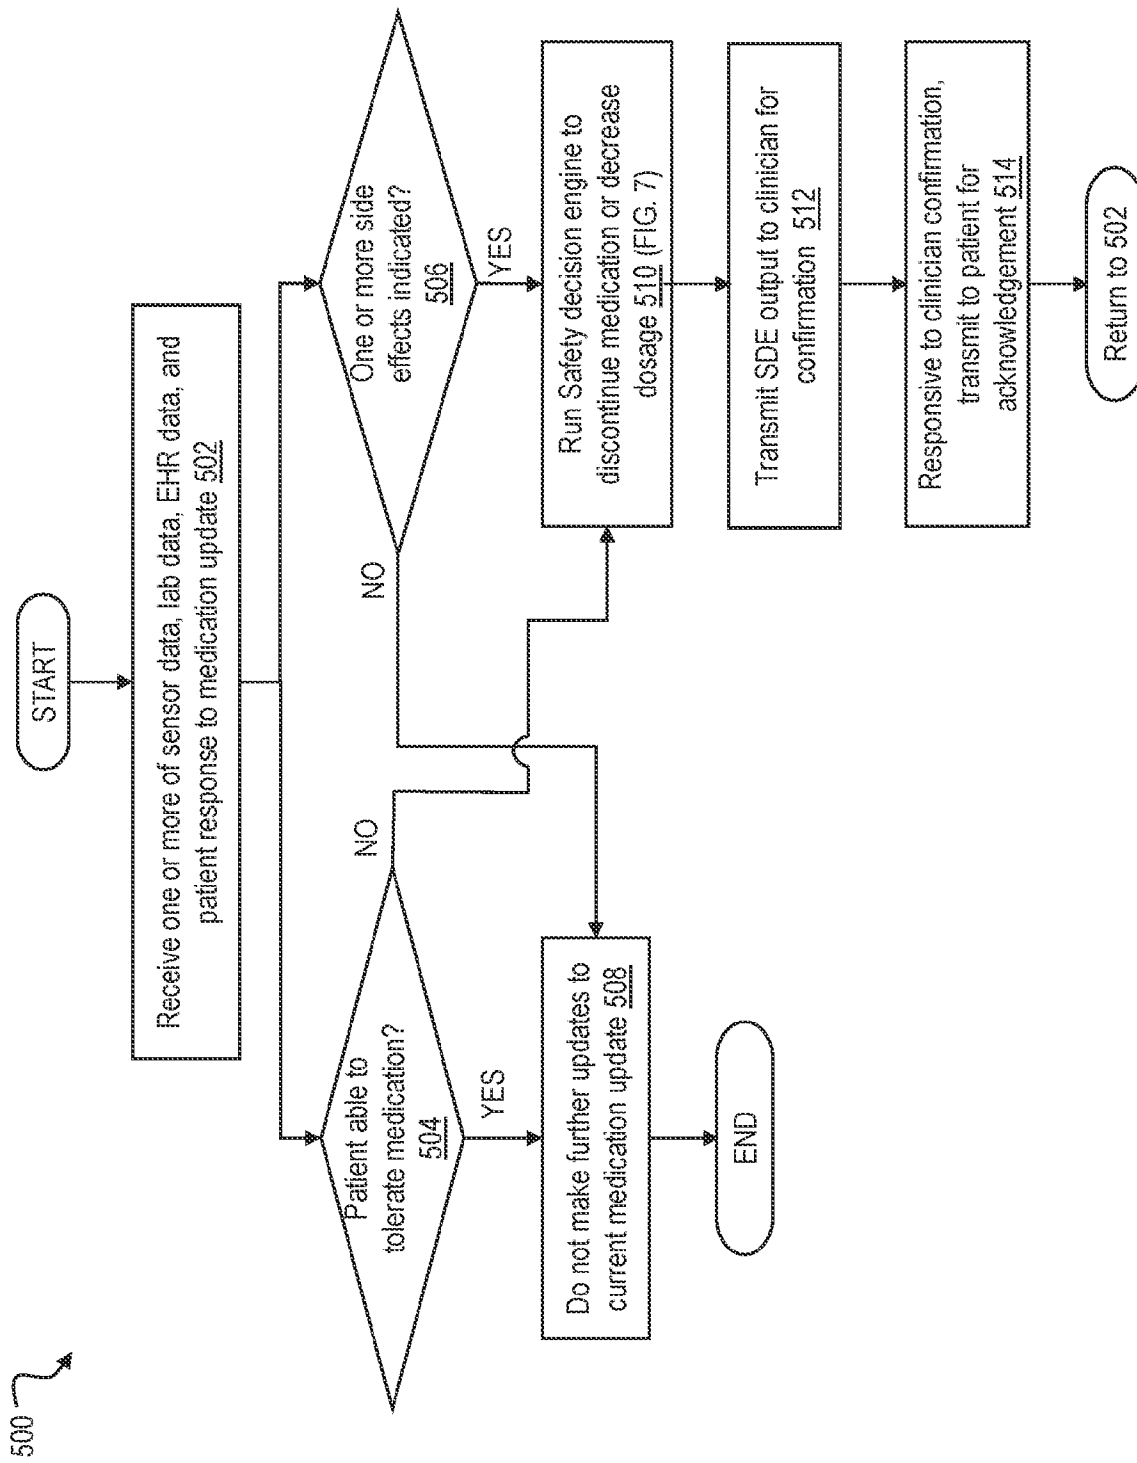 500
START
Receive one or more of sensor data, lab data, EHR data, and
patient response to medication update 502
Patient able to
tolerate medication?
504
NO
YES
One or more side
effects indicated?
506
NO
YES
Do not make further updates to
current medication update 508
END
Run Safety decision engine to
discontinue medication or decrease
dosage 510 (FIG. 7)
Transmit SDE output to clinician for
confirmation 512
Responsive to clinician confirmation,
transmit to patient for
acknowledgement 514
Return to 502